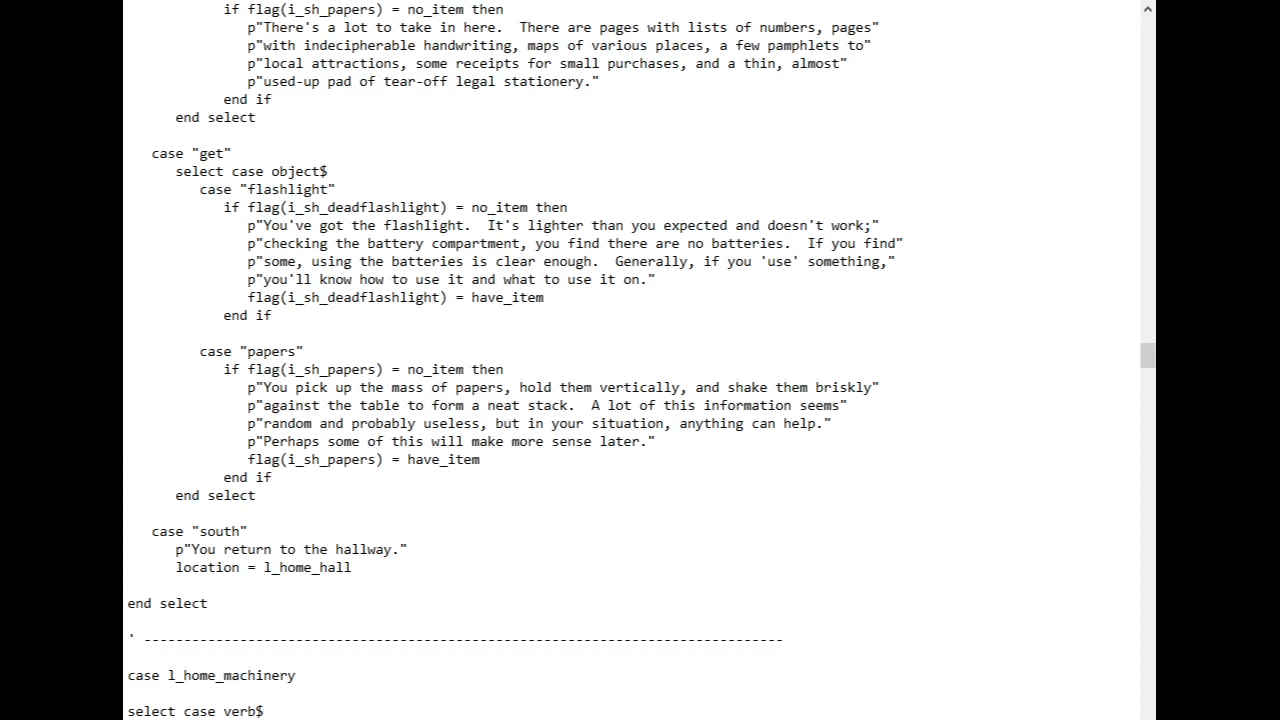 if flag(i_sh_papers) = no_item then
p"There's a lot to take in here.  There are pages with lists of numbers, pages"
p"with indecipherable handwriting, maps of various places, a few pamphlets to"
p"local attractions, some receipts for small purchases, and a thin, almost"
p"used-up pad of tear-off legal stationery."
end if
end select
case "get"
select case object$
case "flashlight"
if flag(i_sh_deadflashlight) = no_item then
p"You've got the flashlight.  It's lighter than you expected and doesn't work;"
p"checking the battery compartment, you find there are no batteries.  If you find"
p"some, using the batteries is clear enough.  Generally, if you 'use' something,"
p"you'll know how to use it and what to use it on."
flag(i_sh_deadflashlight) = have_item
end if
case "papers"
if flag(i_sh_papers) = no_item then
p"You pick up the mass of papers, hold them vertically, and shake them briskly"
p"against the table to form a neat stack.  A lot of this information seems"
p"random and probably useless, but in your situation, anything can help."
p"Perhaps some of this will make more sense later."
flag(i_sh_papers) = have_item
end if
end select
case "south"
p"You return to the hallway."
location = l_home_hall
end select
' --------------------------------------------------------------------------------
case l_home_machinery
select case verb$